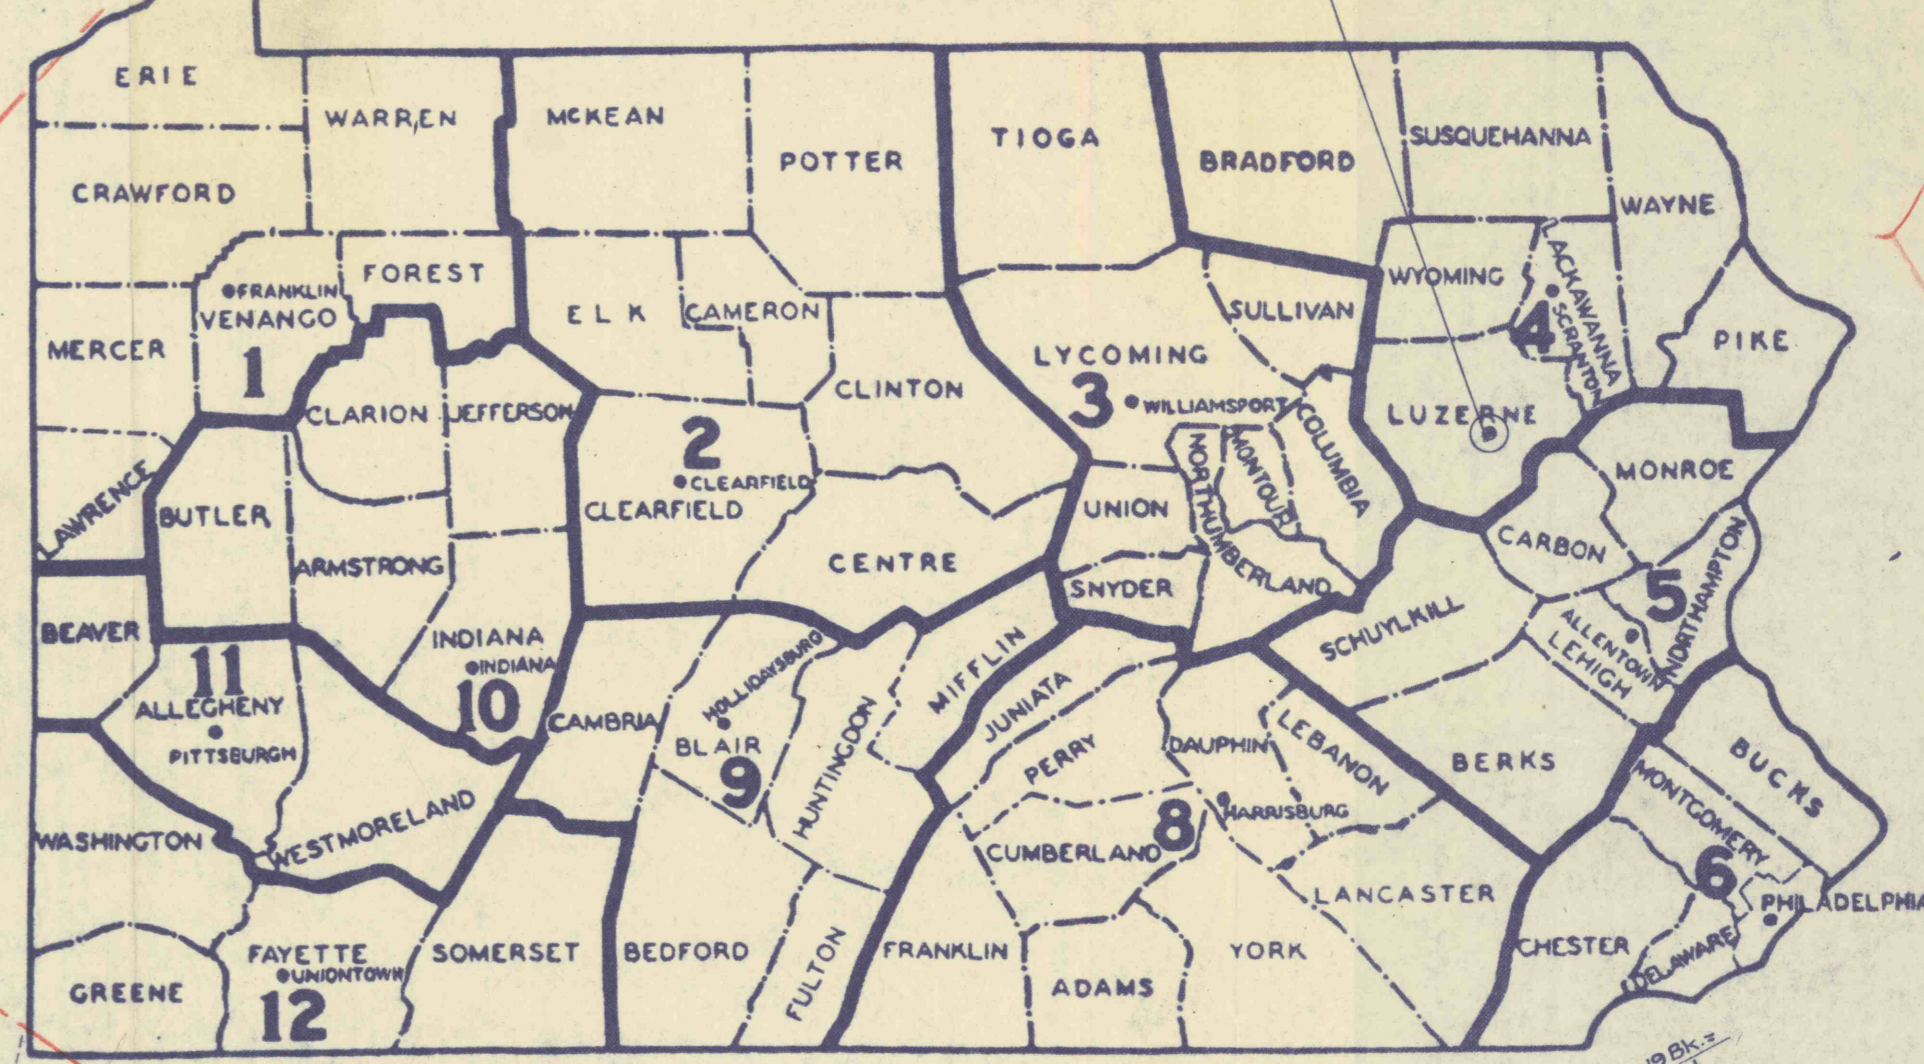 ERIE
WARREN
McKEAN
POTTER
TIOGA
BRADFORD
SUSQUEHANNA
WAYNE
CRAWFORD
FOREST
FRANKLIN
VENANGO
1
MERCER
ELK
CAMERON
SULLIVAN
WYOMING
LACKAWANNA
SCRANTON
4
PIKE
LYCOMING
3
WILLIAMSPORT
CLINTON
CLARION
JEFFERSON
2
CLEARFIELD
CLEARFIELD
LUZERNE
COLUMBIA
MONTOUR
NORTHUMBERLAND
UNION
MONROE
LAWRENCE
BUTLER
ARMSTRONG
CENTRE
SNYDER
CARBON
5
NORTHAMPTON
ALLENTOWN
LEHIGH
SCHUYLKILL
BEAVER
INDIANA
INDIANA
10
11
ALLEGHENY
PITTSBURGH
CAMBRIA
HOLLIDAYSBURG
BLAIR
9
HUNTINGDON
MIFFLIN
JUNIATA
PERRY
DAUPHIN
LEBANON
BERKS
BUCKS
MONTGOMERY
6
PHILADELPHIA
HARRISBURG
8
CUMBERLAND
WASHINGTON
WESTMORELAND
LANCASTER
GREENE
FAYETTE
UNIONTOWN
12
SOMERSET
BEDFORD
FULTON
FRANKLIN
ADAMS
YORK
CHESTER
DELAWARE